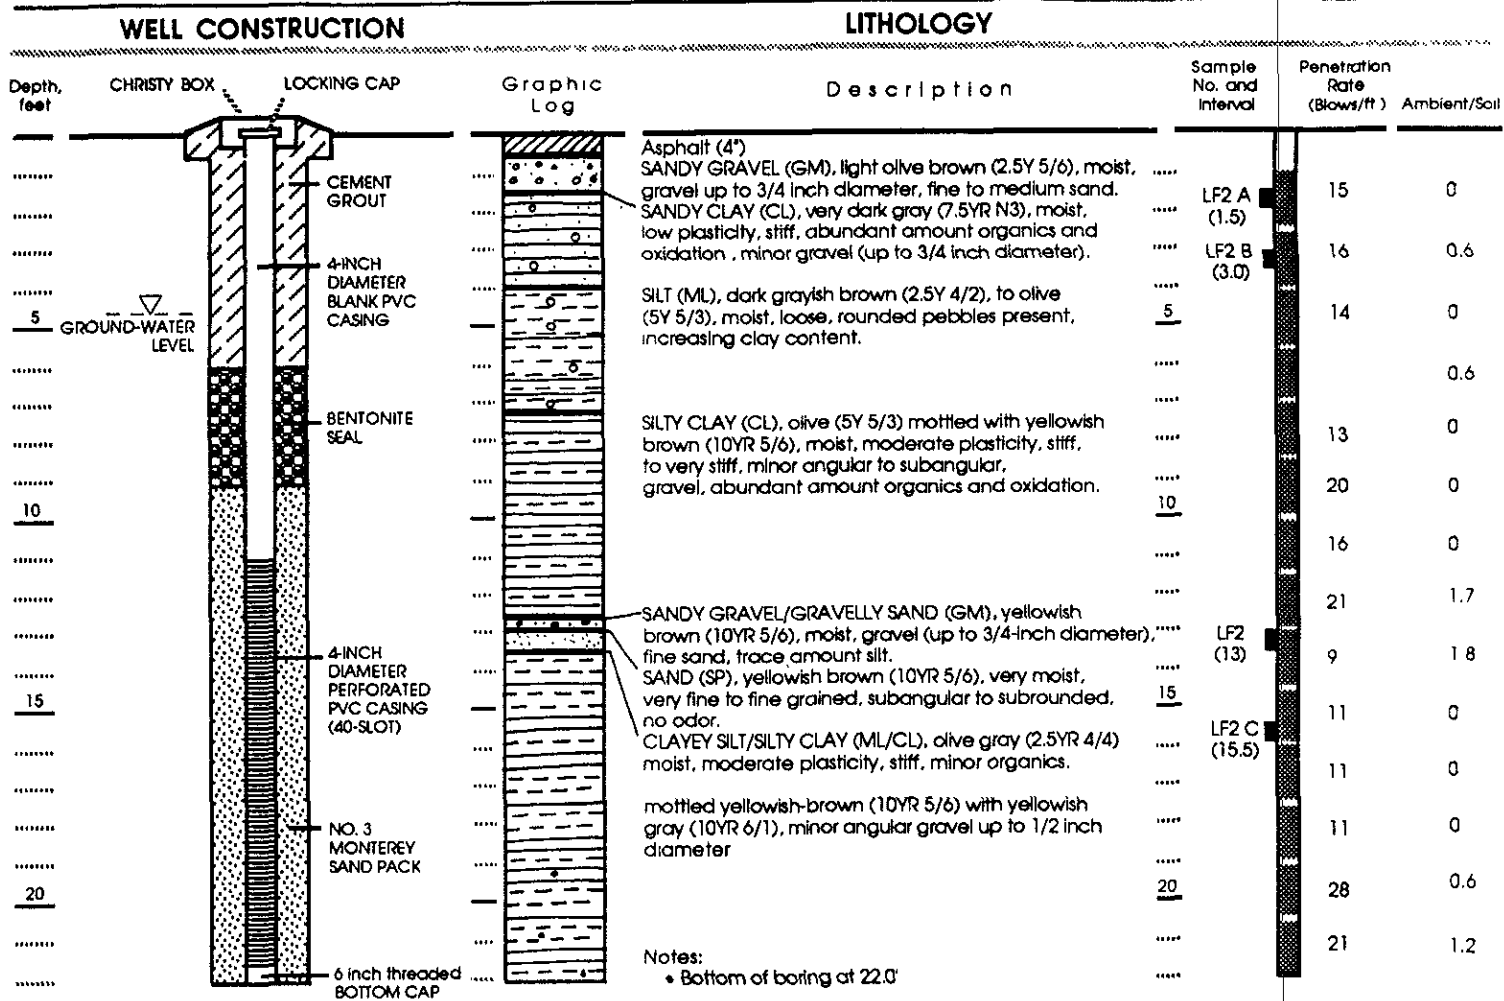 WELL CONSTRUCTION
LITHOLOGY
Depth, feet
CHRISTY BOX
LOCKING CAP
Graphic Log
Description
Sample No. and Interval
Penetration Rate (Blows/ft)
Ambient/Soil
CEMENT GROUT
4-INCH DIAMETER BLANK PVC CASING
5
GROUND-WATER LEVEL
BENTONITE SEAL
10
4-INCH DIAMETER PERFORATED PVC CASING (40-SLOT)
15
NO. 3 MONTEREY SAND PACK
20
6 inch threaded BOTTOM CAP
Asphalt (4")
SANDY GRAVEL (GM), light olive brown (2.5Y 5/6), moist,
gravel up to 3/4 inch diameter, fine to medium sand.
SANDY CLAY (CL), very dark gray (7.5YR N3), moist,
low plasticity, stiff, abundant amount organics and
oxidation , minor gravel (up to 3/4 inch diameter).
SILT (ML), dark grayish brown (2.5Y 4/2), to olive
(5Y 5/3), moist, loose, rounded pebbles present,
increasing clay content.
SILTY CLAY (CL), olive (5Y 5/3) mottled with yellowish
brown (10YR 5/6), moist, moderate plasticity, stiff,
to very stiff, minor angular to subangular,
gravel, abundant amount organics and oxidation.
SANDY GRAVEL/GRAVELLY SAND (GM), yellowish
brown (10YR 5/6), moist, gravel (up to 3/4-inch diameter),
fine sand, trace amount silt.
SAND (SP), yellowish brown (10YR 5/6), very moist,
very fine to fine grained, subangular to subrounded,
no odor.
CLAYEY SILT/SILTY CLAY (ML/CL), olive gray (2.5YR 4/4)
moist, moderate plasticity, stiff, minor organics.
mottled yellowish-brown (10YR 5/6) with yellowish
gray (10YR 6/1), minor angular gravel up to 1/2 inch
diameter
Notes:
• Bottom of boring at 22.0'
5
10
15
20
LF2 A
(1.5)
LF2 B
(3.0)
LF2
(13)
LF2 C
(15.5)
15 0
16 0.6
14 0
0.6
13 0
20 0
16 0
21 1.7
9 1 8
11 0
11 0
11 0
28 0.6
21 1.2